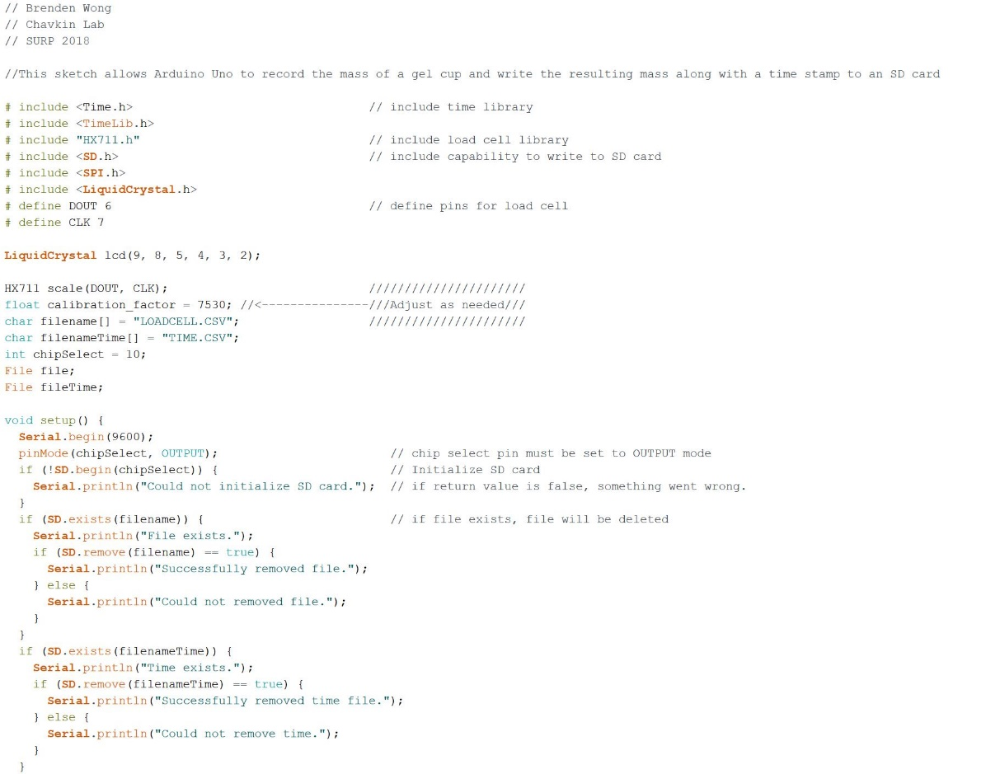 // Brenden Wong
// Chavkin Lab
// SURP 2018
//This sketch allows Arduino Uno to record the mass of a gel cup and write the resulting mass along with a time stamp to an SD card
# include <Time.h> // include time library
# include <TimeLib.h>
# include "HX711.h" // include load cell library
# include <SD.h> // include capability to write to SD card
# include <SPI.h>
# include <LiquidCrystal.h>
# define DOUT 6 // define pins for load cell
# define CLK 7
LiquidCrystal lcd(9, 8, 5, 4, 3, 2);
HX711 scale(DOUT, CLK); //////////////////////
float calibration_factor = 7530; //<---------------///Adjust as needed///
char filename[] = "LOADCELL.CSV"; //////////////////////
char filenameTime[] = "TIME.CSV";
int chipSelect = 10;
File file;
File fileTime;
void setup() {
  Serial.begin(9600);
  pinMode(chipSelect, OUTPUT); // chip select pin must be set to OUTPUT mode
  if (!SD.begin(chipSelect)) { // Initialize SD card
    Serial.println("Could not initialize SD card."); // if return value is false, something went wrong.
  }
  if (SD.exists(filename)) { // if file exists, file will be deleted
    Serial.println("File exists.");
    if (SD.remove(filename) == true) {
      Serial.println("Successfully removed file.");
    } else {
      Serial.println("Could not removed file.");
    }
  }
  if (SD.exists(filenameTime)) {
    Serial.println("Time exists.");
    if (SD.remove(filenameTime) == true) {
      Serial.println("Successfully removed time file.");
    } else {
      Serial.println("Could not remove time.");
    }
  }